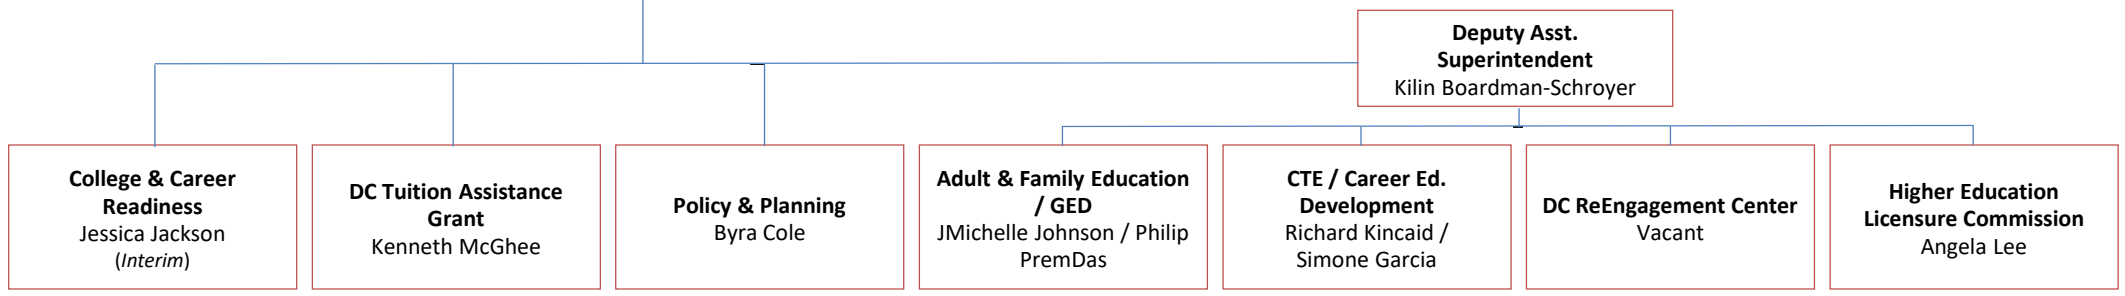 Deputy Asst.
Superintendent
Kilin Boardman-Schroyer
College & Career
Readiness
Jessica Jackson
(Interim)
DC Tuition Assistance
Grant
Kenneth McGhee
Policy & Planning
Byra Cole
Adult & Family Education
/ GED
JMichelle Johnson / Philip
PremDas
CTE / Career Ed.
Development
Richard Kincaid /
Simone Garcia
DC ReEngagement Center
Vacant
Higher Education
Licensure Commission
Angela Lee